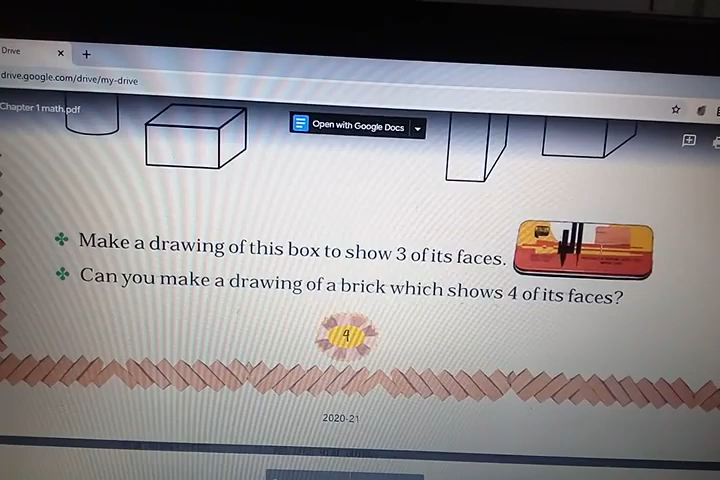 Drive
drive.google.com/drive/my-drive
Chapter 1 math.pdf
Open with Google Docs
Make a drawing of this box to show 3 of its faces.
Can you make a drawing of a brick which shows 4 of its faces?
9
2020-21